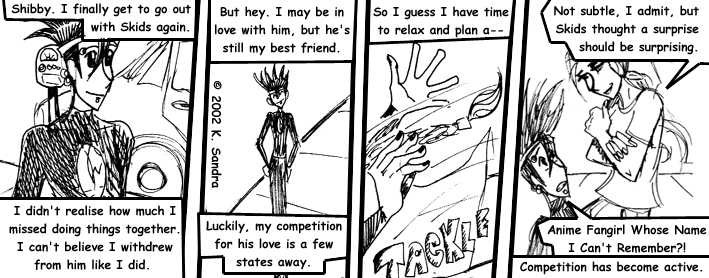 Shibby. I finally get to go out
with Skids again.
I didn't realise how much I
missed doing things together.
I can't believe I withdrew
from him like I did.
But hey. I may be in
love with him, but he's
still my best friend.
© 2002 K. Sandra
Luckily, my competition
for his love is a few
states away.
So I guess I have time
to relax and plan a--
TACKLE
Not subtle, I admit, but
Skids thought a surprise
should be surprising.
Anime Fangirl Whose Name
I Can't Remember?!
Competition has become active.